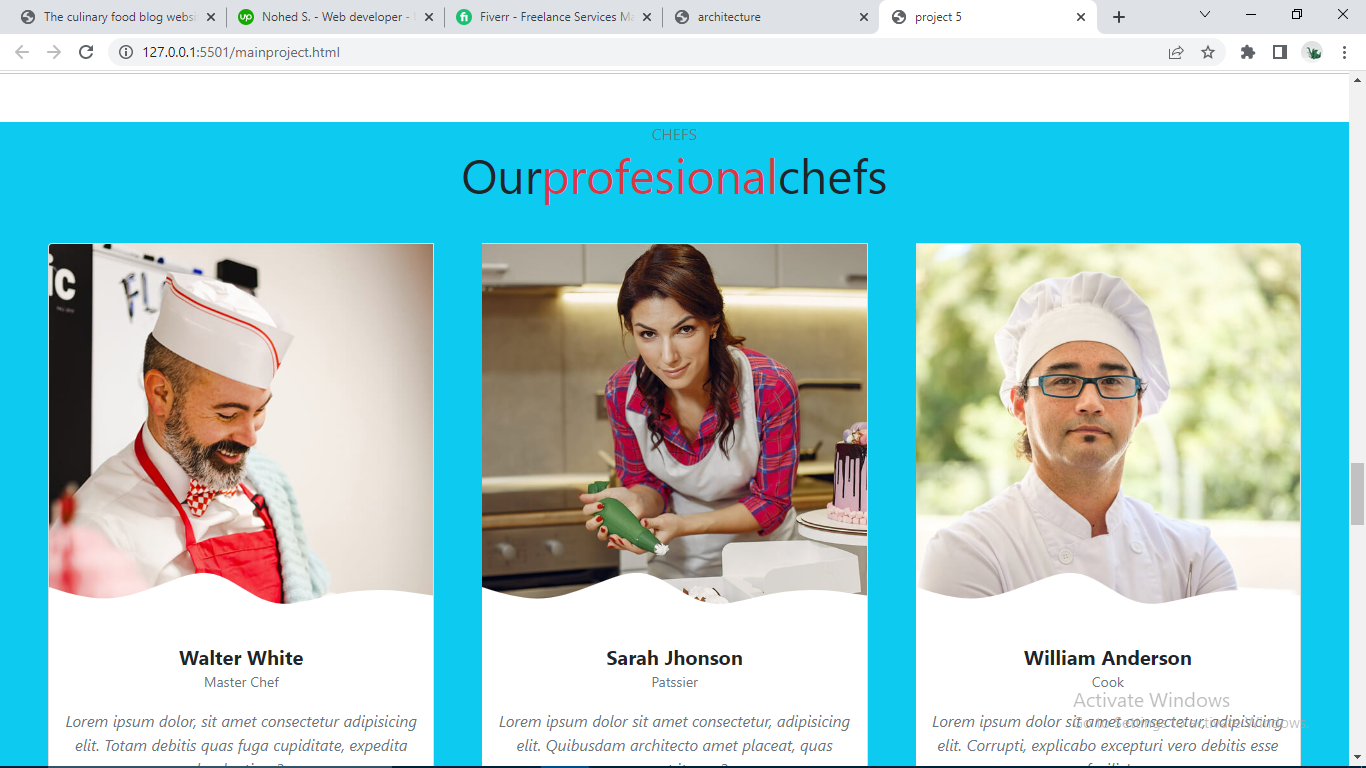 The culinary food blog websi
Nohed S. - Web developer -
Fiverr - Freelance Services Ma
architecture
project 5
127.0.0.1:5501/mainproject.html
CHEFS
Ourprofesionalchefs
ic
FL
Walter White
Master Chef
Lorem ipsum dolor, sit amet consectetur adipisicing
elit. Totam debitis quas fuga cupiditate, expedita
Sarah Jhonson
Patssier
Lorem ipsum dolor sit amet consectetur, adipisicing
elit. Quibusdam architecto amet placeat, quas
William Anderson
Cook
Lorem ipsum dolor sit amet consectetur, adipisicing
elit. Corrupti, explicabo excepturi vero debitis esse
Activate Windows
Go to Settings to activate Windows.